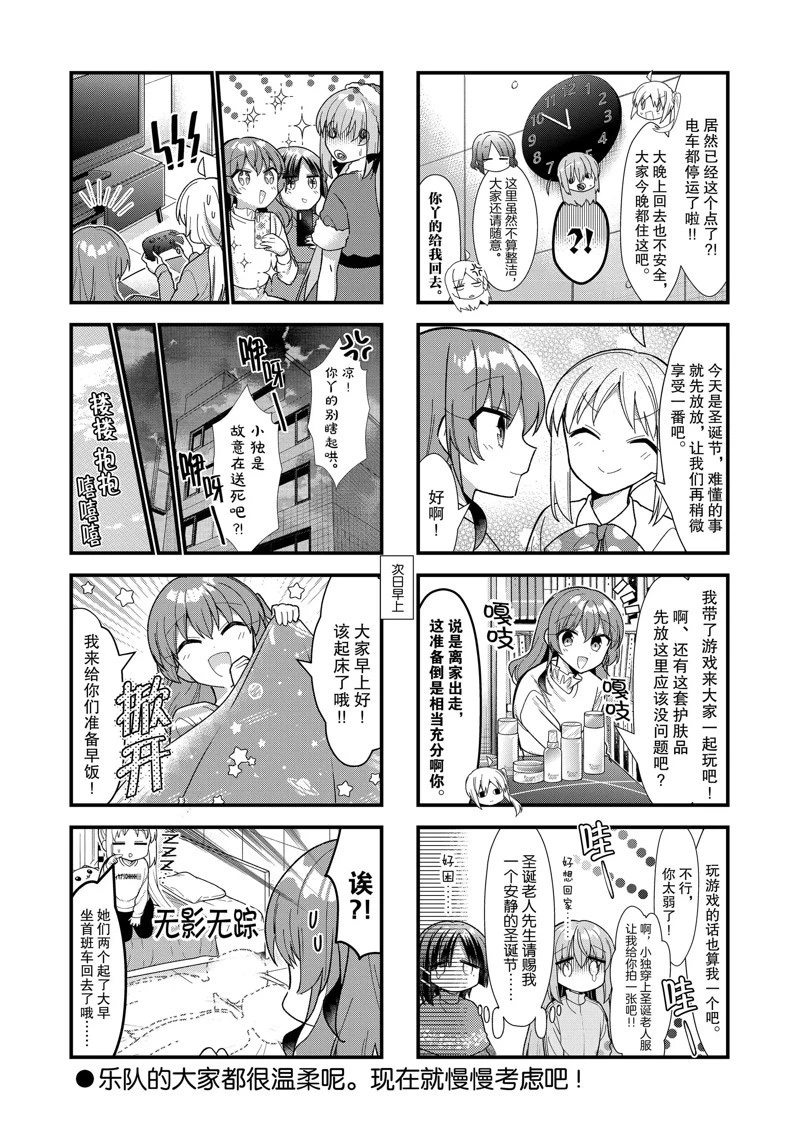 居然已经这个点了?!
电车都停运了啦!!
大晚上回去也不安全,
大家今晚都住这吧。
这里虽然不算整洁,
大家还请随意。
?!
你丫的给我回去。
今天是圣诞节,难懂的事
就先放放,让我们再稍微
享受一番吧。
好啊!
我带了游戏来大家一起玩吧!
啊、还有这套护肤品
先放这里应该没问题吧?
嘎吱
嘎吱
说是离家出走,
这准备倒是相当充分啊你。
玩游戏的话也算我一个吧。
不行,
你太弱了!
哇—
啊,小独穿上圣诞老人服
让我给你拍一张吧!!
哇—
好想回家…
圣诞老人先生请赐我
一个安静的圣诞节…
好困…
凉!
你丫的别瞎起哄。
小独是
故意在送死吧?!
咿呀—
咿呀—
搂搂 抱抱
嘻嘻嘻
次日早上
大家早上好!
该起床了哦!!
掀开
我来给你们准备早饭!
诶?!
无影无踪
她们两个起了大早
坐首班车回去了哦……
●乐队的大家都很温柔呢。现在就慢慢考虑吧!